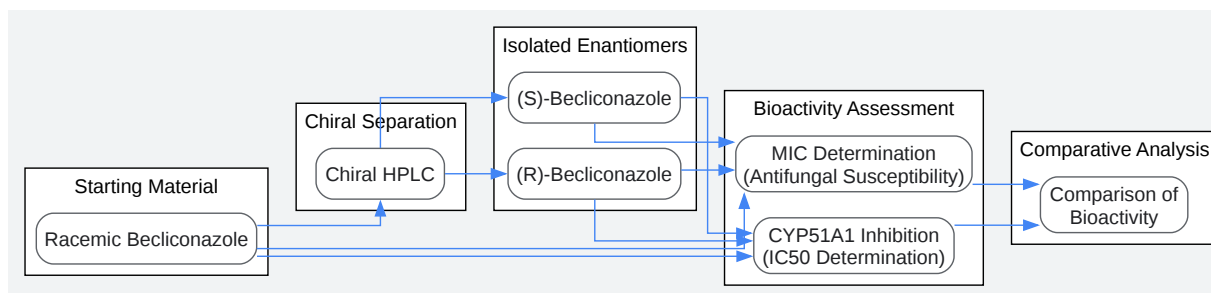 Starting Material
Racemic Becliconazole
Chiral Separation
Chiral HPLC
Isolated Enantiomers
(S)-Becliconazole
(R)-Becliconazole
Bioactivity Assessment
MIC Determination
(Antifungal Susceptibility)
CYP51A1 Inhibition
(IC50 Determination)
Comparative Analysis
Comparison of
Bioactivity